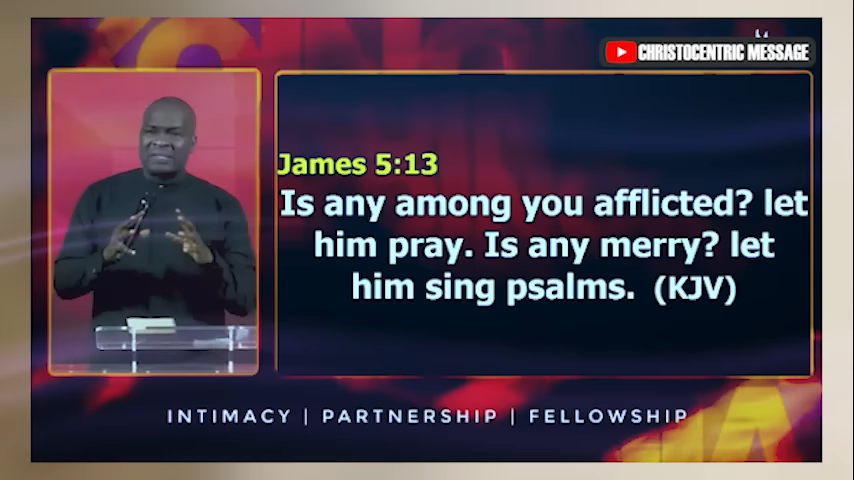 CHRISTOCENTRIC MESSAGE
James 5:13
Is any among you afflicted? let
him pray. Is any merry? let
him sing psalms. (KJV)
INTIMACY | PARTNERSHIP | FELLOWSHIP